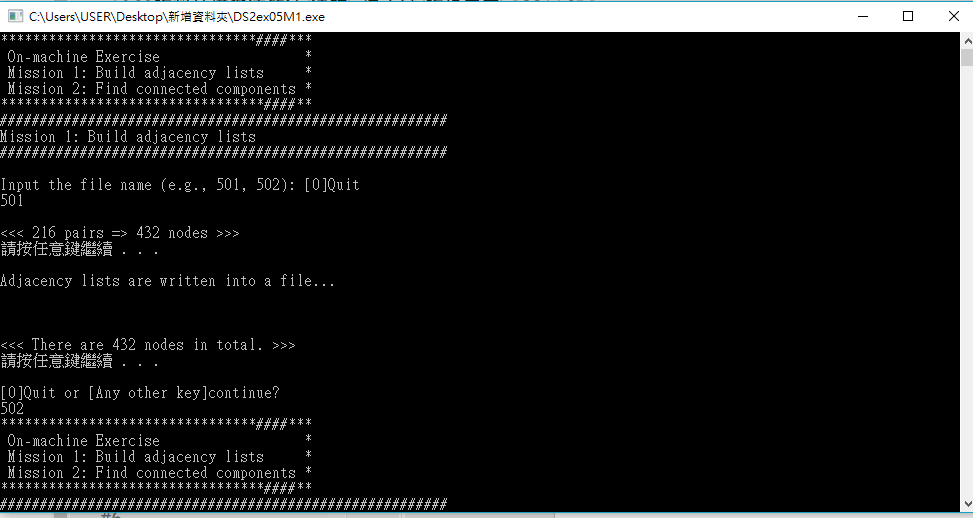 C:\Users\USER\Desktop\新增資料夾\DS2ex05M1.exe
********************************####***
On-machine Exercise *
Mission 1: Build adjacency lists *
Mission 2: Find connected components *
*********************************####**
########################################################
Mission 1: Build adjacency lists
########################################################
Input the file name (e.g., 501, 502): [0]Quit
501
<<< 216 pairs => 432 nodes >>>
請按任意鍵繼續 . . .
Adjacency lists are written into a file...
<<< There are 432 nodes in total. >>>
請按任意鍵繼續 . . .
[0]Quit or [Any other key]continue?
502
********************************####***
On-machine Exercise *
Mission 1: Build adjacency lists *
Mission 2: Find connected components *
*********************************####**
########################################################